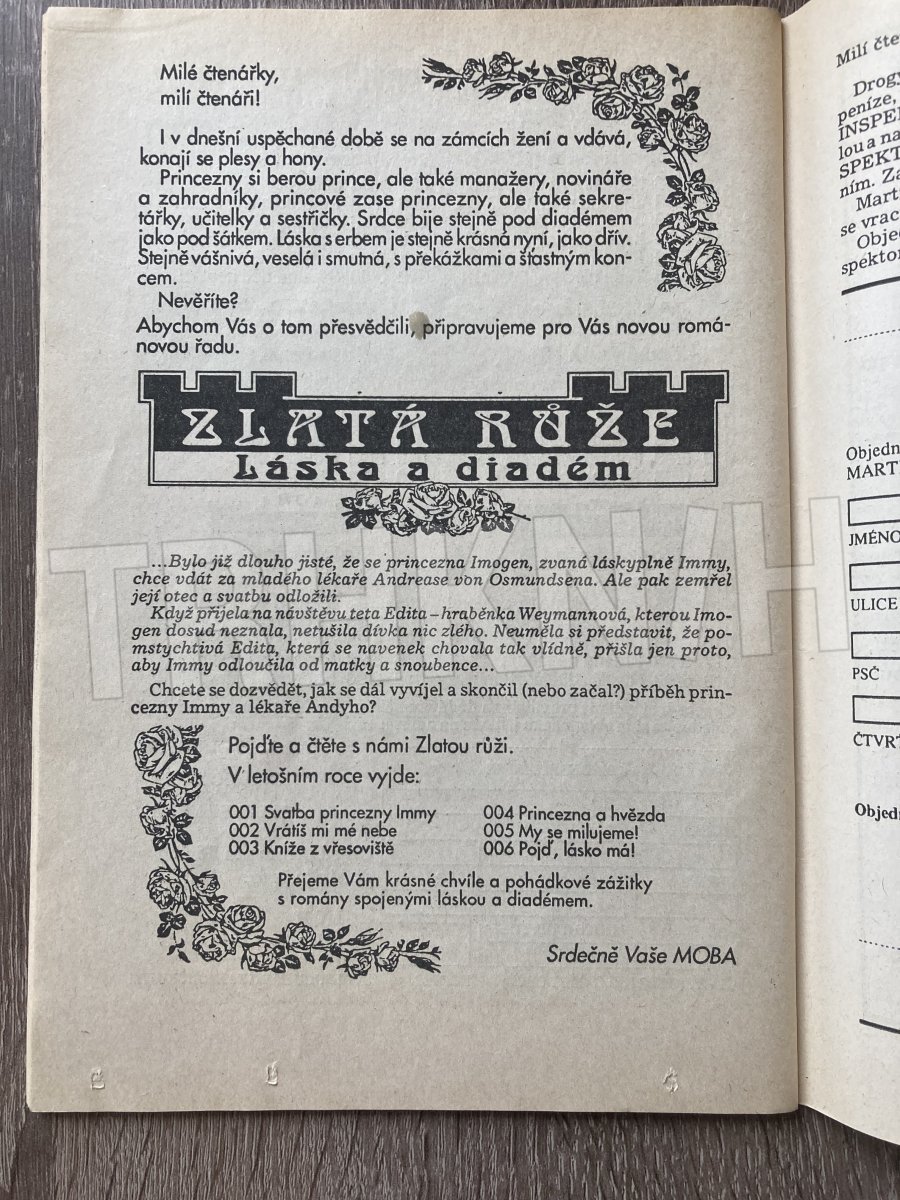 Milé čtenářky,
milí čtenáři!
I v dnešní uspěchané době se na zámcích žení a vdává,
konají se plesy a hony.
Princezny si berou prince, ale také manažery, novináře
a zahradníky, princové zase princezny, ale také sekre-
tářky, učitelky a sestřičky. Srdce bije stejně pod diadémem
jako pod šátkem. Láska s erbem je stejně krásná nyní, jako dřív.
Stejně vášnivá, veselá i smutná, s překážkami a šťastným kon-
cem.
Nevěříte?
Abychom Vás o tom přesvědčili, připravujeme pro Vás novou romá-
novou řadu.
ZLATÁ RŮŽE
Láska a diadém
...Bylo již dlouho jisté, že se princezna Imogen, zvaná láskyplně Immy,
chce vdát za mladého lékaře Andrease von Osmundsena. Ale pak zemřel
její otec a svatbu odložili.
Když přijela na návštěvu teta Edita – hraběnka Weymannová, kterou Imo-
gen dosud neznala, netušila dívka nic zlého. Neuměla si představit, že po-
mstychtivá Edita, která se navenek chovala tak vlídně, přišla jen proto,
aby Immy odloučila od matky a snoubence...
Chcete se dozvědět, jak se dál vyvíjel a skončil (nebo začal?) příběh prin-
cezny Immy a lékaře Andyho?
Pojďte a čtěte s námi Zlatou růži.
V letošním roce vyjde:
001 Svatba princezny Immy
002 Vrátíš mi mé nebe
003 Kníže z vřesoviště
004 Princezna a hvězda
005 My se milujeme!
006 Pojď, lásko má!
Přejeme Vám krásné chvíle a pohádkové zážitky
s romány spojenými láskou a diadémem.
Srdečně Vaše MOBA
Milí
Drogy
peníze,
lou a na
ním. Za
se vrac
JMÉNO
ULICE
PSČ